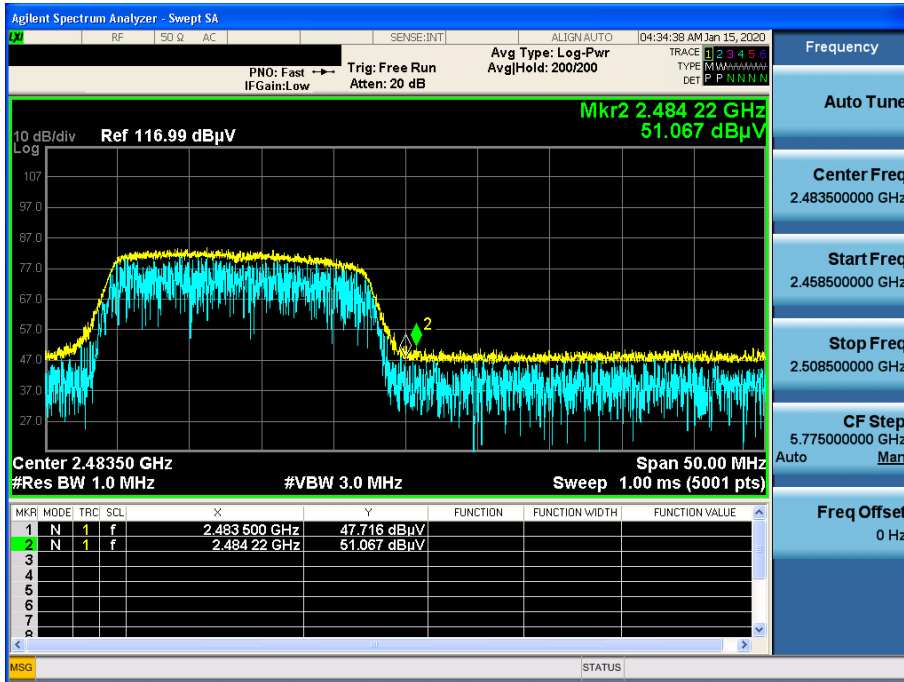 Agilent Spectrum Analyzer - Swept SA
LXI RF 50 Ω AC SENSE:INT ALIGN AUTO 04:34:38 AM Jan 15, 2020
Avg Type: Log-Pwr TRACE 1 2 3 4 5 6
PNO: Fast Trig: Free Run Avg|Hold: 200/200 TYPE MWWWWW
IFGain:Low Atten: 20 dB DET P P N N N N
Mkr2 2.484 22 GHz
51.067 dBµV
10 dB/div Ref 116.99 dBµV
Log
107
97.0
87.0
77.0
67.0
57.0
47.0
37.0
27.0
2
Center 2.48350 GHz Span 50.00 MHz
#Res BW 1.0 MHz #VBW 3.0 MHz Sweep 1.00 ms (5001 pts)
MKR MODE TRC SCL X Y FUNCTION FUNCTION WIDTH FUNCTION VALUE
1 N 1 f 2.483 500 GHz 47.716 dBµV
2 N 1 f 2.484 22 GHz 51.067 dBµV
3
4
5
6
7
8
MSG STATUS
Frequency
Auto Tune
Center Freq
2.483500000 GHz
Start Freq
2.458500000 GHz
Stop Freq
2.508500000 GHz
CF Step
5.775000000 GHz
Auto Man
Freq Offset
0 Hz